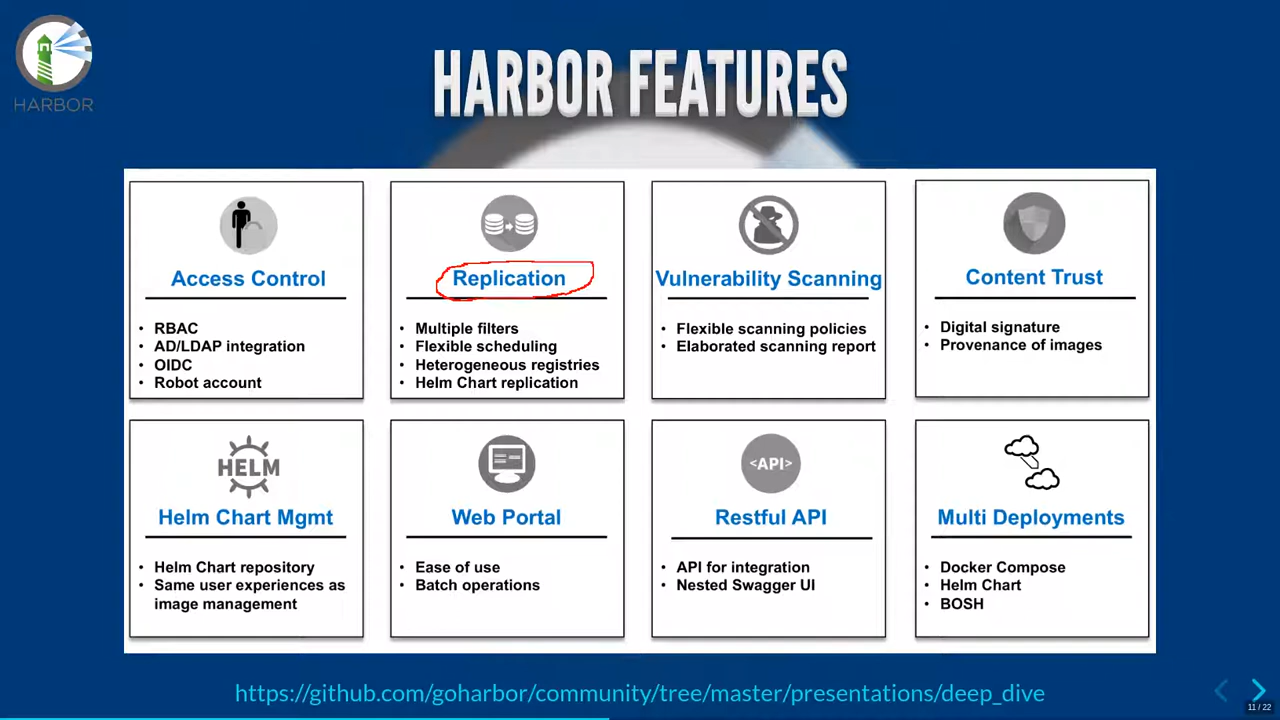 HARBOR
HARBOR FEATURES
Access Control
• RBAC
• AD/LDAP integration
• OIDC
• Robot account
Replication
• Multiple filters
• Flexible scheduling
• Heterogeneous registries
• Helm Chart replication
Vulnerability Scanning
• Flexible scanning policies
• Elaborated scanning report
Content Trust
• Digital signature
• Provenance of images
HELM
Helm Chart Mgmt
• Helm Chart repository
• Same user experiences as
image management
Web Portal
• Ease of use
• Batch operations
<API>
Restful API
• API for integration
• Nested Swagger UI
Multi Deployments
• Docker Compose
• Helm Chart
• BOSH
https://github.com/goharbor/community/tree/master/presentations/deep_dive
11 / 22